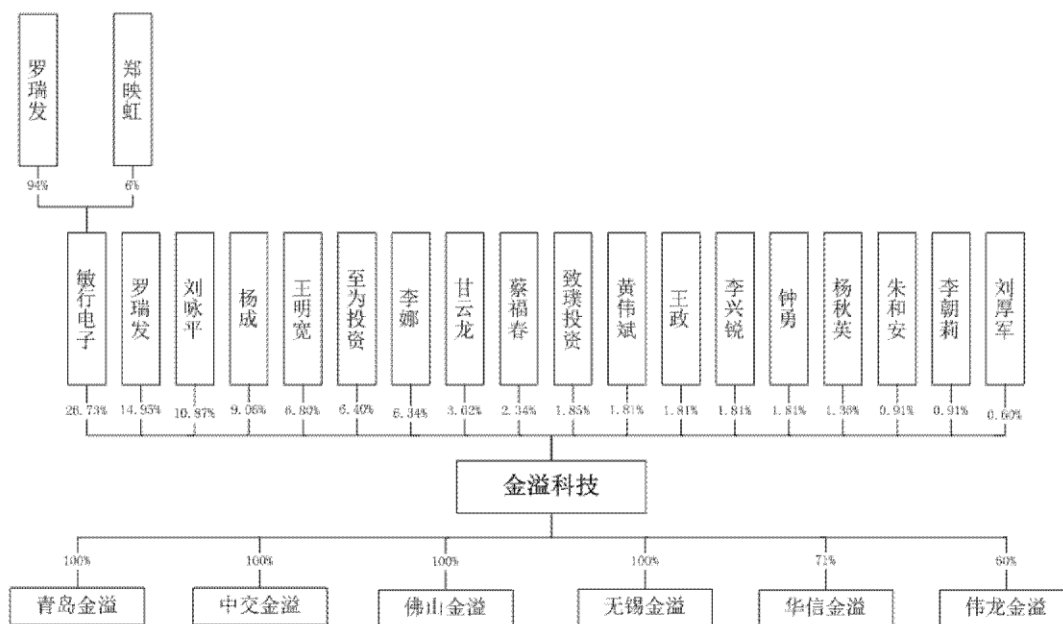 罗瑞发
郑映虹
94%
6%
敏行电子
罗瑞发
刘咏平
杨成
王明宽
至为投资
李娜
甘云龙
蔡福春
致璞投资
黄伟斌
王政
李兴锐
钟勇
杨秋英
朱和安
李朝莉
刘厚军
26.73%
14.95%
10.87%
9.06%
6.80%
6.40%
6.34%
3.62%
2.34%
1.85%
1.81%
1.81%
1.81%
1.81%
1.36%
0.91%
0.91%
0.60%
金溢科技
100%
100%
100%
100%
60%
青岛金溢
中交金溢
佛山金溢
无锡金溢
华信金溢
伟龙金溢